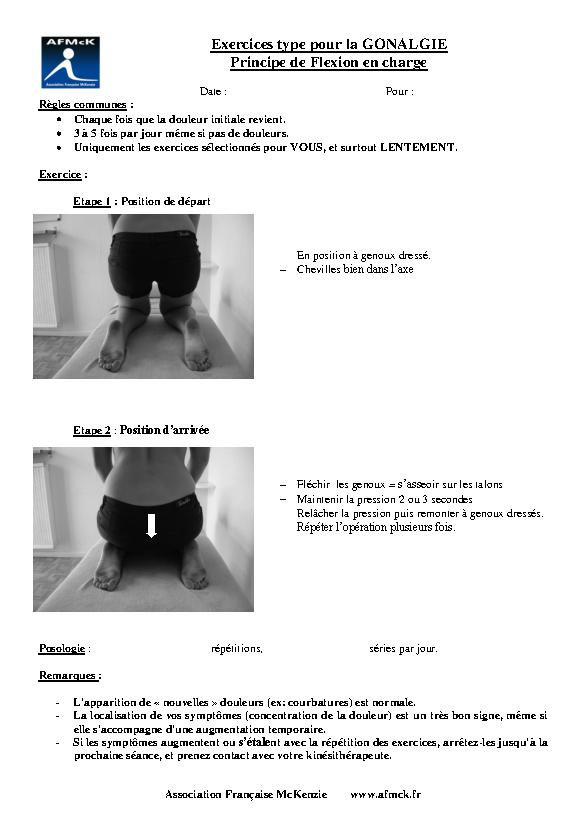 AFMcK
Association Française McKenzie
Exercices type pour la GONALGIE
Principe de Flexion en charge
Date : Pour :
Règles communes :
• Chaque fois que la douleur initiale revient.
• 3 à 5 fois par jour même si pas de douleurs.
• Uniquement les exercices sélectionnés pour VOUS, et surtout LENTEMENT.
Exercice :
Etape 1 : Position de départ
En position à genoux dressé.
– Chevilles bien dans l'axe
Etape 2 : Position d'arrivée
– Fléchir les genoux = s'asseoir sur les talons
– Maintenir la pression 2 ou 3 secondes
Relâcher la pression puis remonter à genoux dressés.
Répéter l'opération plusieurs fois.
Posologie : répétitions, séries par jour.
Remarques :
- L'apparition de « nouvelles » douleurs (ex: courbatures) est normale.
- La localisation de vos symptômes (concentration de la douleur) est un très bon signe, même si
elle s'accompagne d'une augmentation temporaire.
- Si les symptômes augmentent ou s'étalent avec la répétition des exercices, arrêtez-les jusqu'à la
prochaine séance, et prenez contact avec votre kinésithérapeute.
Association Française McKenzie www.afmck.fr